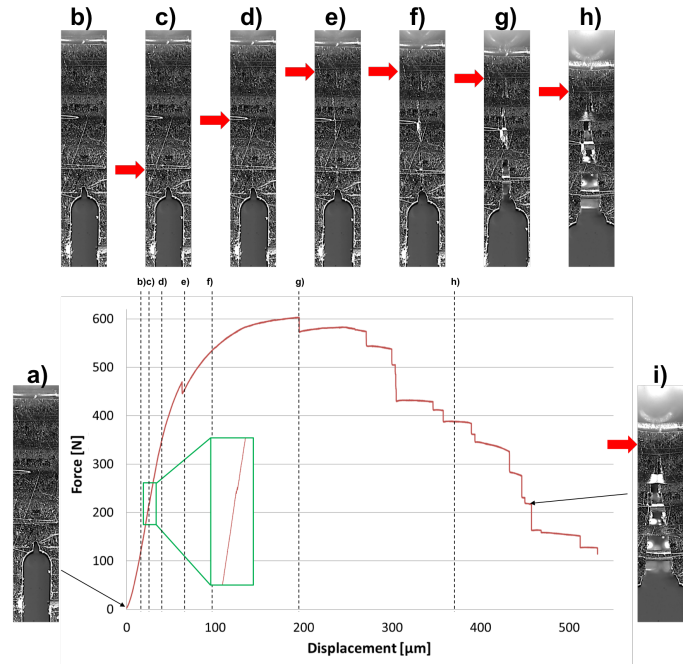 b) c) d) e) f) g) h)
b) c) d) e) f) g) h)
a)
i)
600
500
400
300
200
100
0
Force [N]
0 100 200 300 400 500
Displacement [µm]